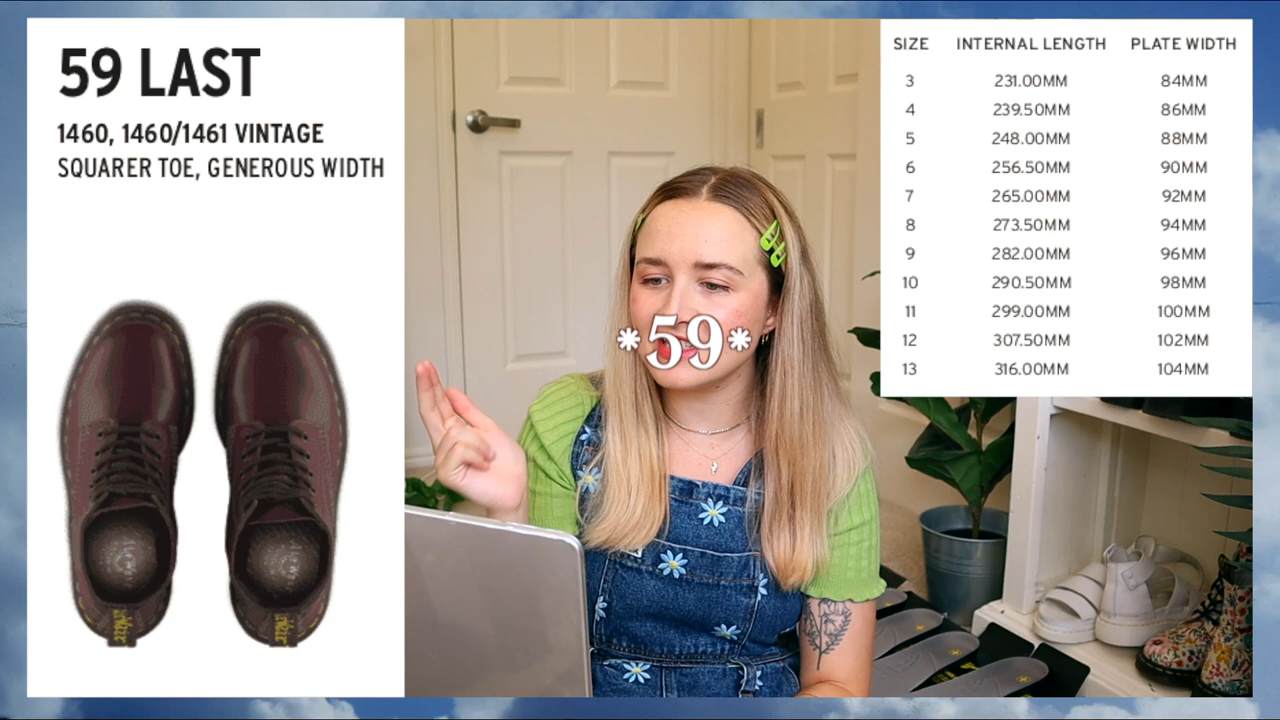 59 LAST
1460, 1460/1461 VINTAGE
SQUARER TOE, GENEROUS WIDTH
*59*
SIZE INTERNAL LENGTH PLATE WIDTH
3 231.00MM 84MM
4 239.50MM 86MM
5 248.00MM 88MM
6 256.50MM 90MM
7 265.00MM 92MM
8 273.50MM 94MM
9 282.00MM 96MM
10 290.50MM 98MM
11 299.00MM 100MM
12 307.50MM 102MM
13 316.00MM 104MM